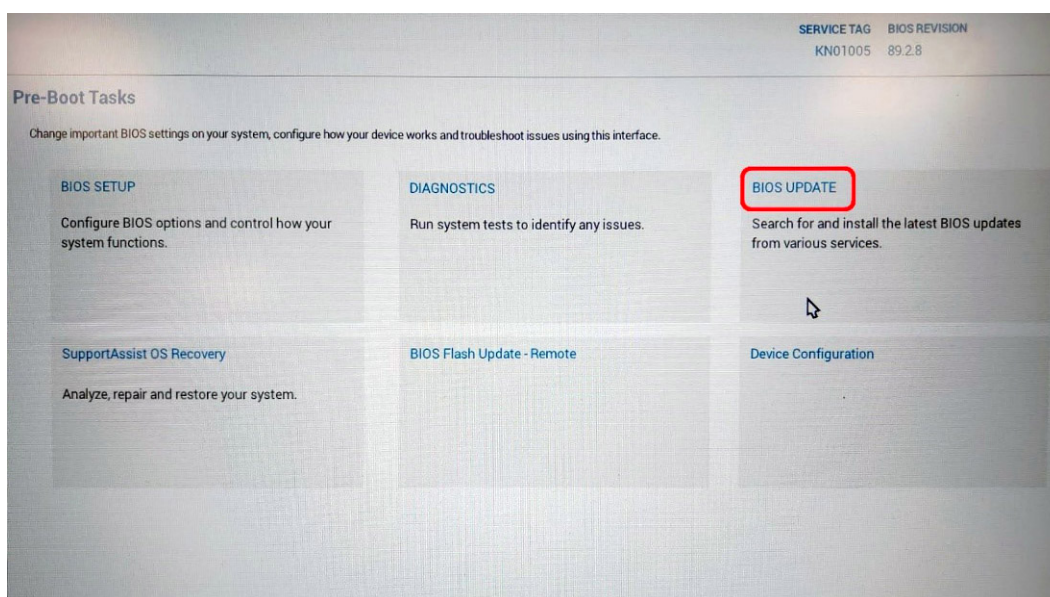 SERVICE TAG BIOS REVISION
KN01005 89.2.8
Pre-Boot Tasks
Change important BIOS settings on your system, configure how your device works and troubleshoot issues using this interface.
BIOS SETUP
Configure BIOS options and control how your
system functions.
DIAGNOSTICS
Run system tests to identify any issues.
BIOS UPDATE
Search for and install the latest BIOS updates
from various services.
SupportAssist OS Recovery
Analyze, repair and restore your system.
BIOS Flash Update - Remote
Device Configuration